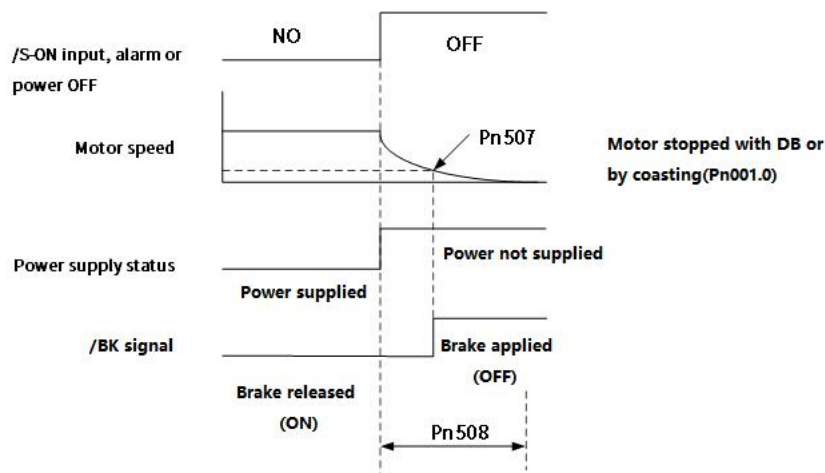 NO
OFF
/S-ON input, alarm or
power OFF
Pn507
Motor speed
Motor stopped with DB or
by coasting(Pn001.0)
Power supply status
Power not supplied
Power supplied
/BK signal
Brake applied
(OFF)
Brake released
(ON)
Pn508